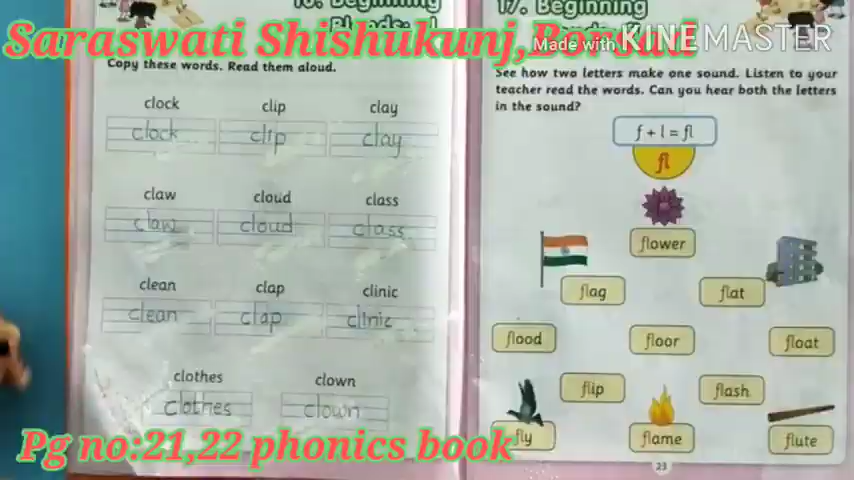 16. Beginning
Blends: cl
Saraswati Shishukunj, Borsad
Copy these words. Read them aloud.
clock clip clay
clock clip clay
claw cloud class
claw cloud class
clean clap clinic
clean clap clinic
clothes clown
clothes clown
Pg no:21,22 phonics book
17. Beginning
Made with KINEMASTER
See how two letters make one sound. Listen to your
teacher read the words. Can you hear both the letters
in the sound?
f + l = fl
fl
flower
flag flat
flood floor float
flip flash
fly flame flute
23